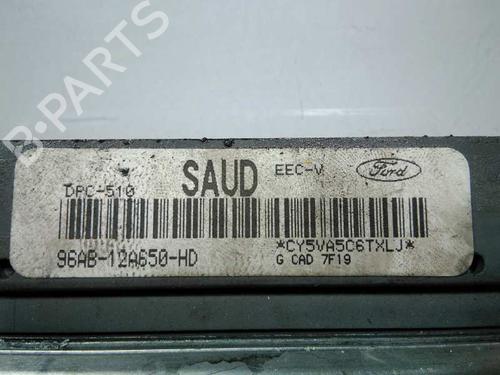 B-PARTS
DPC-510 SAUD EEC-V Ford
96AB-12A650-HD *CY5VA5C6TXLJ*
G CAD 7F19